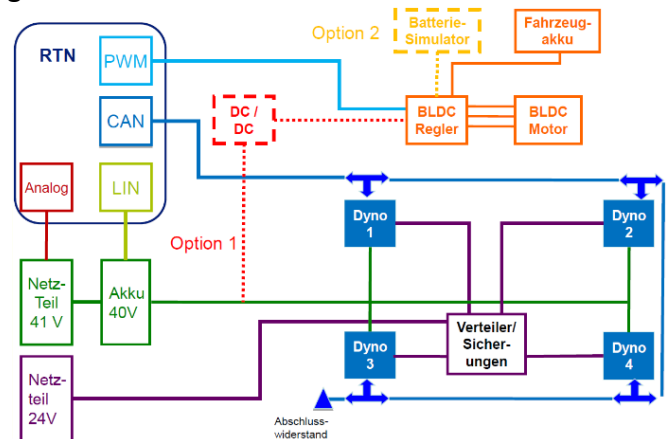 RTN
PWM
CAN
Analog
LIN
Netz-
Teil
41 V
Akku
40V
Netz-
teil
24V
Option 1
DC /
DC
Option 2
Batterie-
Simulator
Fahrzeug-
akku
BLDC
Regler
BLDC
Motor
Dyno
1
Dyno
2
Verteiler/
Sicher-
ungen
Dyno
3
Dyno
4
Abschluss-
widerstand